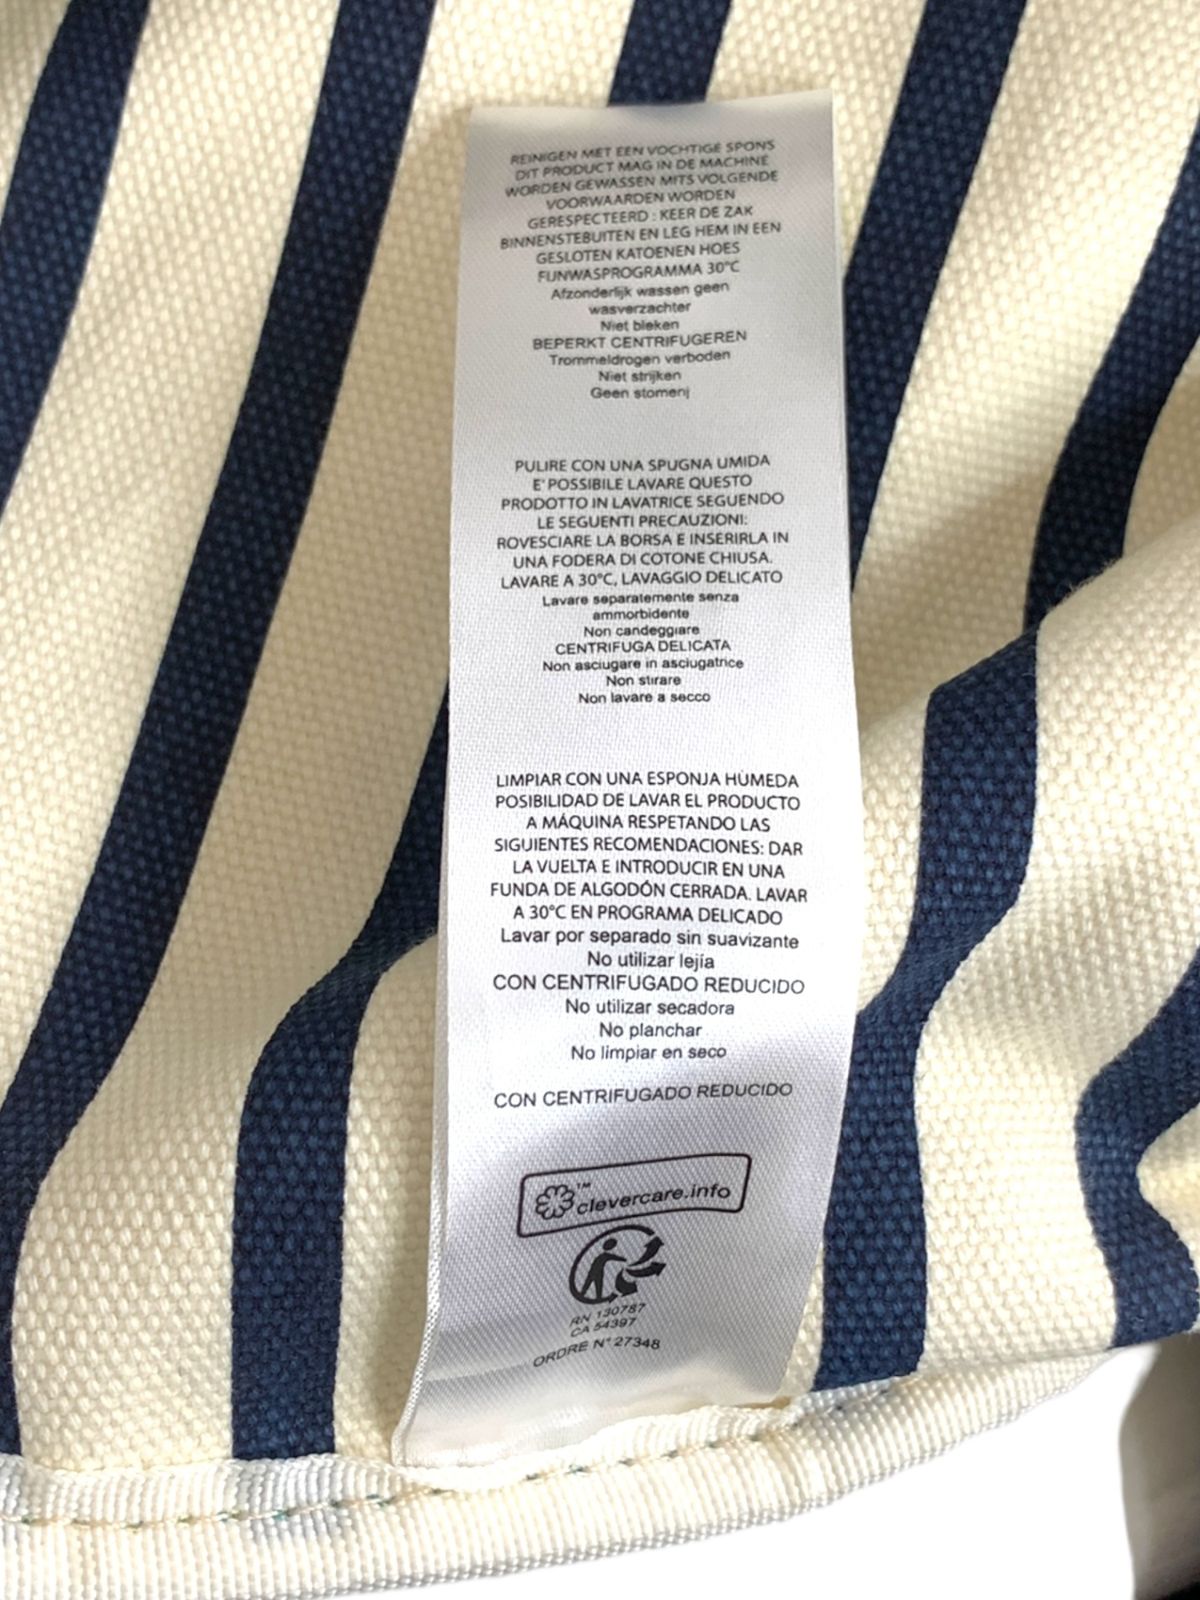 REINIGEN MET EEN VOCHTIGE SPONS
DIT PRODUCT MAG IN DE MACHINE
WORDEN GEWASSEN MITS VOLGENDE
VOORWAARDEN WORDEN
GERESPECTEERD : KEER DE ZAK
BINNENSTEBUITEN EN LEG HEM IN EEN
GESLOTEN KATOENEN HOES
FIJNWASPROGRAMMA 30°C
Afzonderlijk wassen geen
wasverzachter
Niet bleken
BEPERKT CENTRIFUGEREN
Trommeldrogen verboden
Niet strijken
Geen stomerij
PULIRE CON UNA SPUGNA UMIDA
E' POSSIBILE LAVARE QUESTO
PRODOTTO IN LAVATRICE SEGUENDO
LE SEGUENTI PRECAUZIONI:
ROVESCIARE LA BORSA E INSERIRLA IN
UNA FODERA DI COTONE CHIUSA.
LAVARE A 30°C, LAVAGGIO DELICATO
Lavare separatemente senza
ammorbidente
Non candeggiare
CENTRIFUGA DELICATA
Non asciugare in asciugatrice
Non stirare
Non lavare a secco
LIMPIAR CON UNA ESPONJA HÚMEDA
POSIBILIDAD DE LAVAR EL PRODUCTO
A MÁQUINA RESPETANDO LAS
SIGUIENTES RECOMENDACIONES: DAR
LA VUELTA E INTRODUCIR EN UNA
FUNDA DE ALGODÓN CERRADA. LAVAR
A 30°C EN PROGRAMA DELICADO
Lavar por separado sin suavizante
No utilizar lejía
CON CENTRIFUGADO REDUCIDO
No utilizar secadora
No planchar
No limpiar en seco
CON CENTRIFUGADO REDUCIDO
™clevercare.info
RN 130787
CA 54397
ORDRE N° 27348